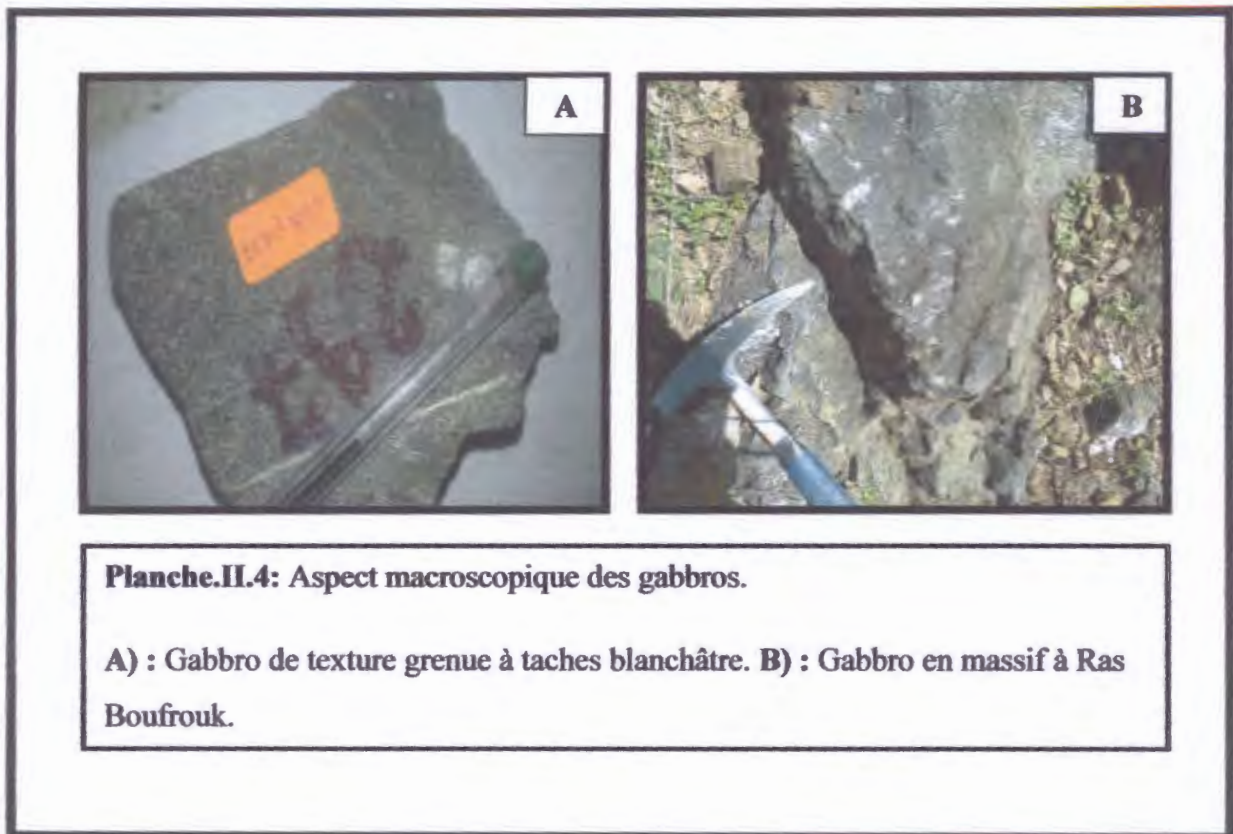 A
B
Planche.II.4: Aspect macroscopique des gabbros.
A) : Gabbro de texture grenue à taches blanchâtre. B) : Gabbro en massif à Ras
Boufrouk.